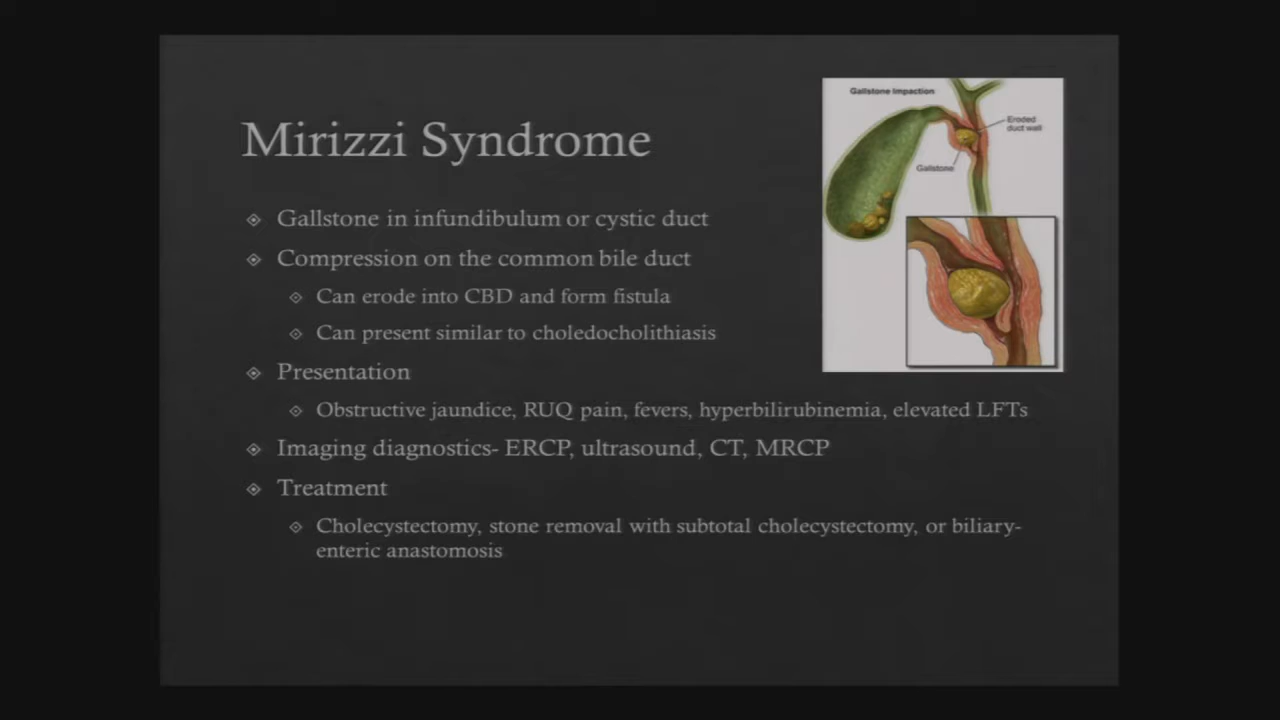 Mirizzi Syndrome
Gallstone in infundibulum or cystic duct
Compression on the common bile duct
Can erode into CBD and form fistula
Can present similar to choledocholithiasis
Presentation
Obstructive jaundice, RUQ pain, fevers, hyperbilirubinemia, elevated LFTs
Imaging diagnostics- ERCP, ultrasound, CT, MRCP
Treatment
Cholecystectomy, stone removal with subtotal cholecystectomy, or biliary-
enteric anastomosis
Gallstone Impaction
Eroded
duct wall
Gallstone